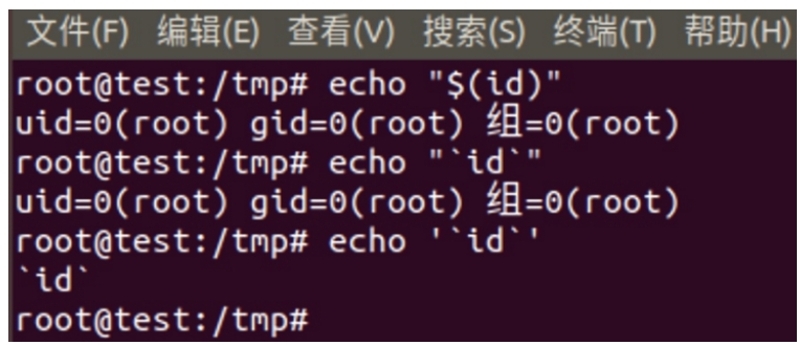 文件(F) 编辑(E) 查看(V) 搜索(S) 终端(T) 帮助(H)
root@test:/tmp# echo "$(id)"
uid=0(root) gid=0(root) 组=0(root)
root@test:/tmp# echo "`id`"
uid=0(root) gid=0(root) 组=0(root)
root@test:/tmp# echo '`id`'
`id`
root@test:/tmp#